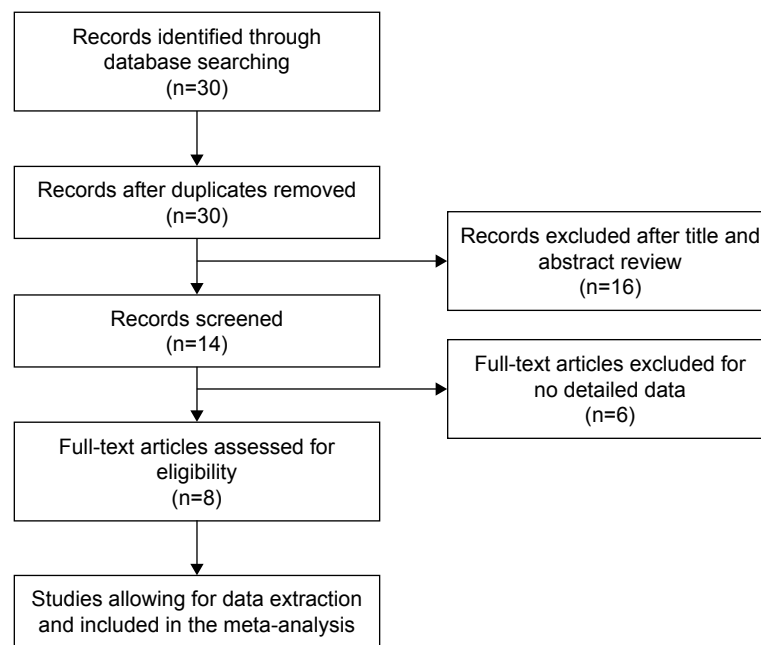 Records identified through
database searching
(n=30)
Records after duplicates removed
(n=30)
Records excluded after title and
abstract review
(n=16)
Records screened
(n=14)
Full-text articles excluded for
no detailed data
(n=6)
Full-text articles assessed for
eligibility
(n=8)
Studies allowing for data extraction
and included in the meta-analysis